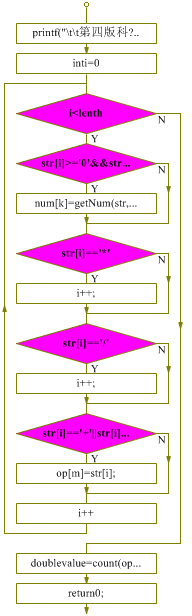 printf("\t\t第四版科?..
inti=0
i<lenth
N
Y
str[i]>='0'&&str...
N
Y
num[k]=getNum(str,...
str[i]=='*'
N
Y
i++;
str[i]=='/'
N
Y
i++;
str[i]=='+'||str[i]...
N
Y
op[m]=str[i];
i++
doublevalue=count(op...
return0;